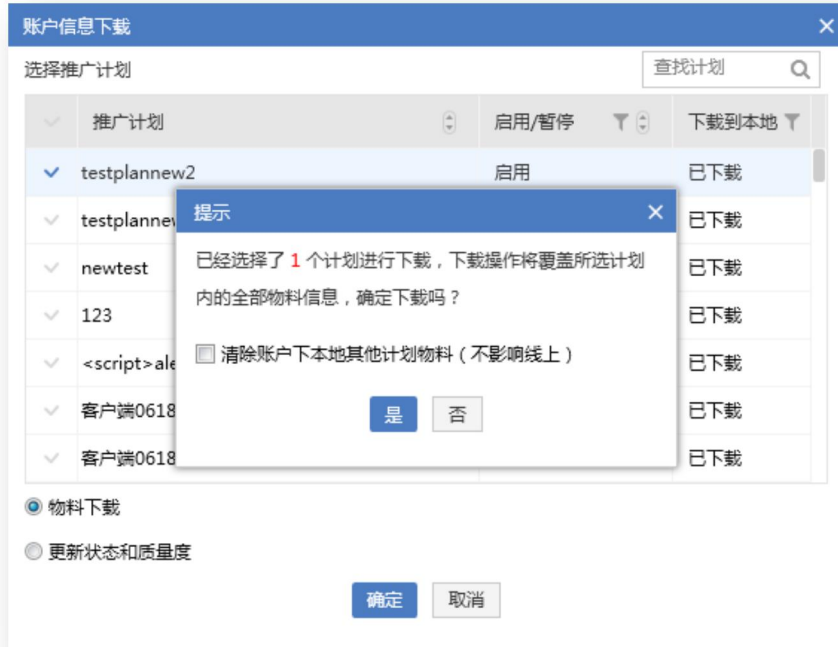 账户信息下载
选择推广计划
查找计划
推广计划 启用/暂停 下载到本地
testplannew2 启用 已下载
testplannew 已下载
newtest 已下载
123 已下载
<script>ale 已下载
客户端0618 已下载
客户端0618 已下载
提示
已经选择了 1 个计划进行下载，下载操作将覆盖所选计划
内的全部物料信息，确定下载吗？
清除账户下本地其他计划物料（不影响线上）
是 否
物料下载
更新状态和质量度
确定 取消